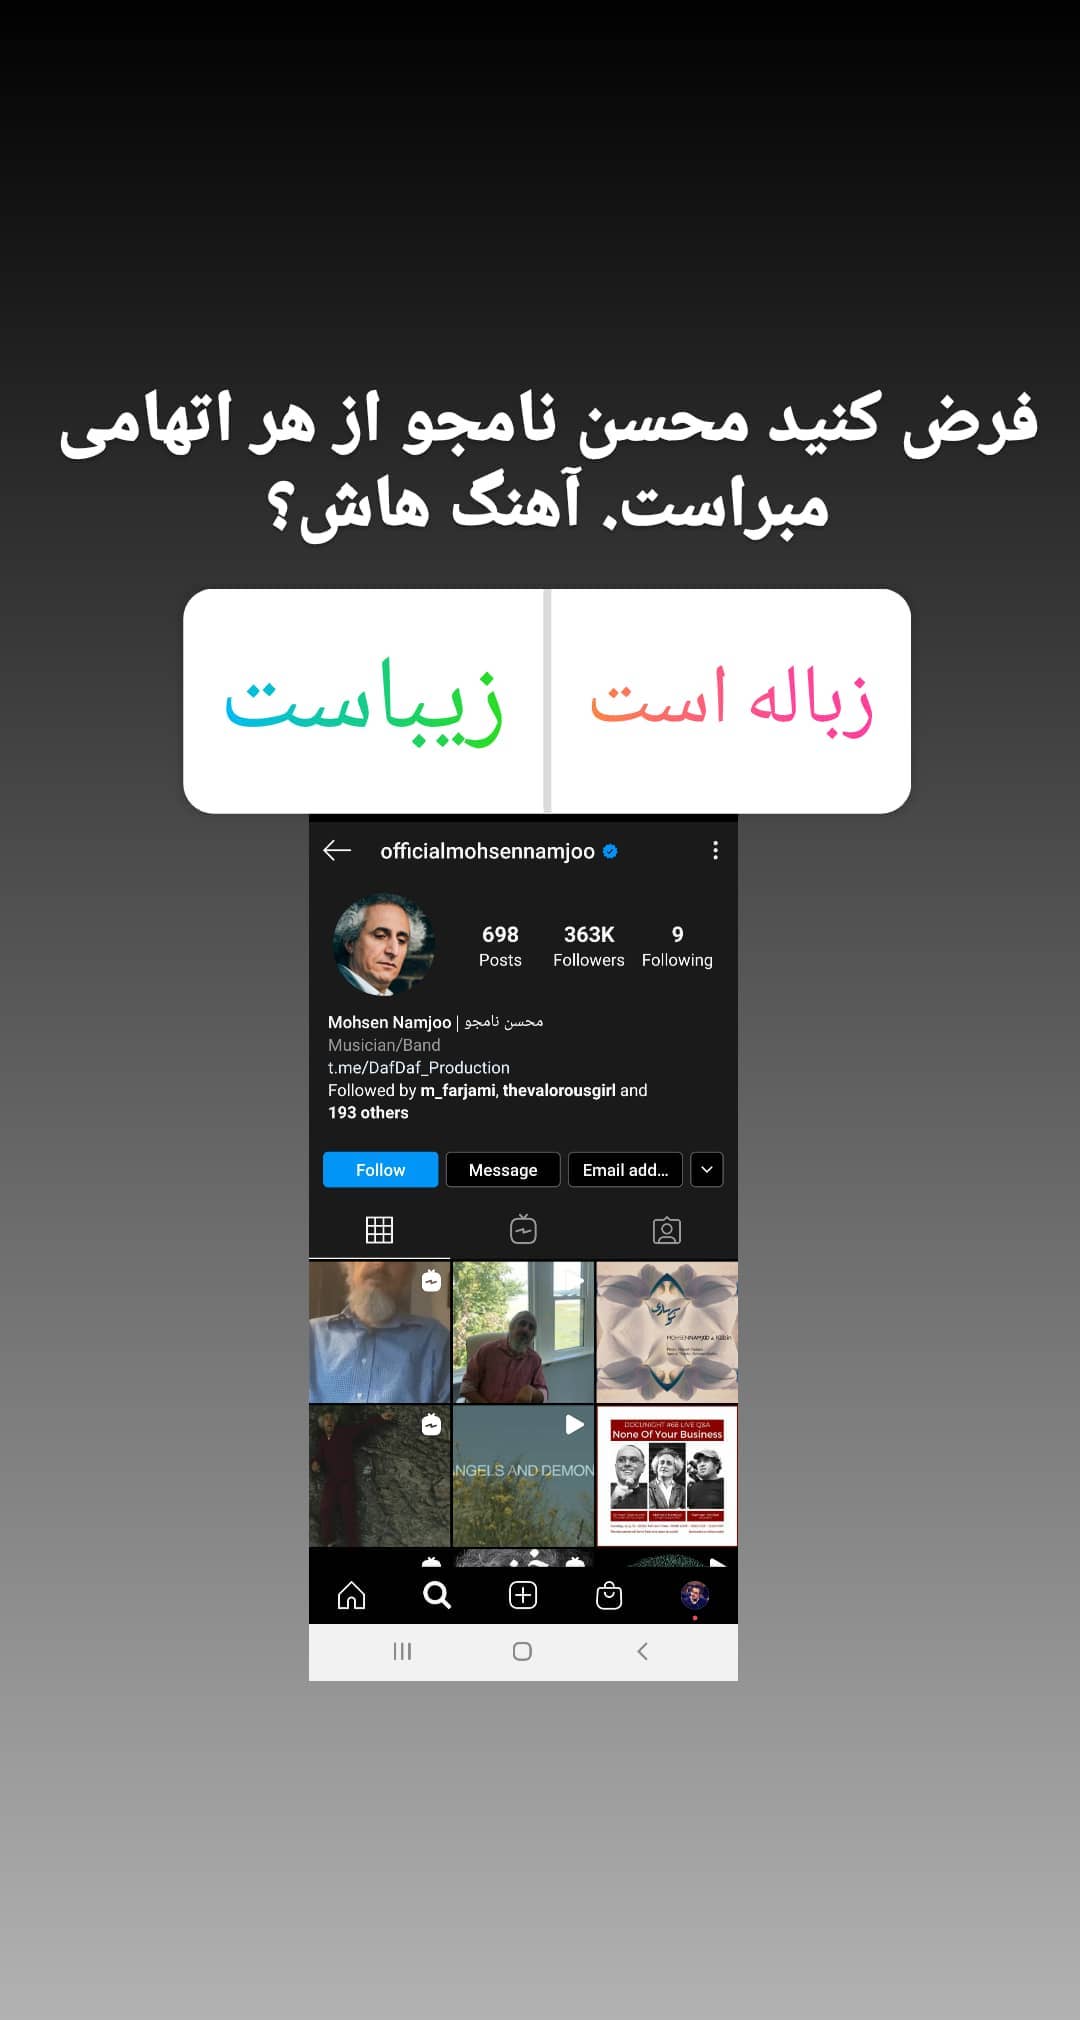 فرض کنید محسن نامجو از هر اتهامی
مبراست. آهنگ هاش؟
زیباست
زباله است
officialmohsennamjoo
698
363K
9
Posts
Followers
Following
Mohsen Namjoo | محسن نامجو
Musician/Band
t.me/DafDaf_Production
Followed by m_farjami, thevalorousgirl and
193 others
Follow
Message
Email add...
MOHSENNAMJOO
NGELS AND DEMON
DOCUNIGHT #66 LIVE Q&A
None Of Your Business